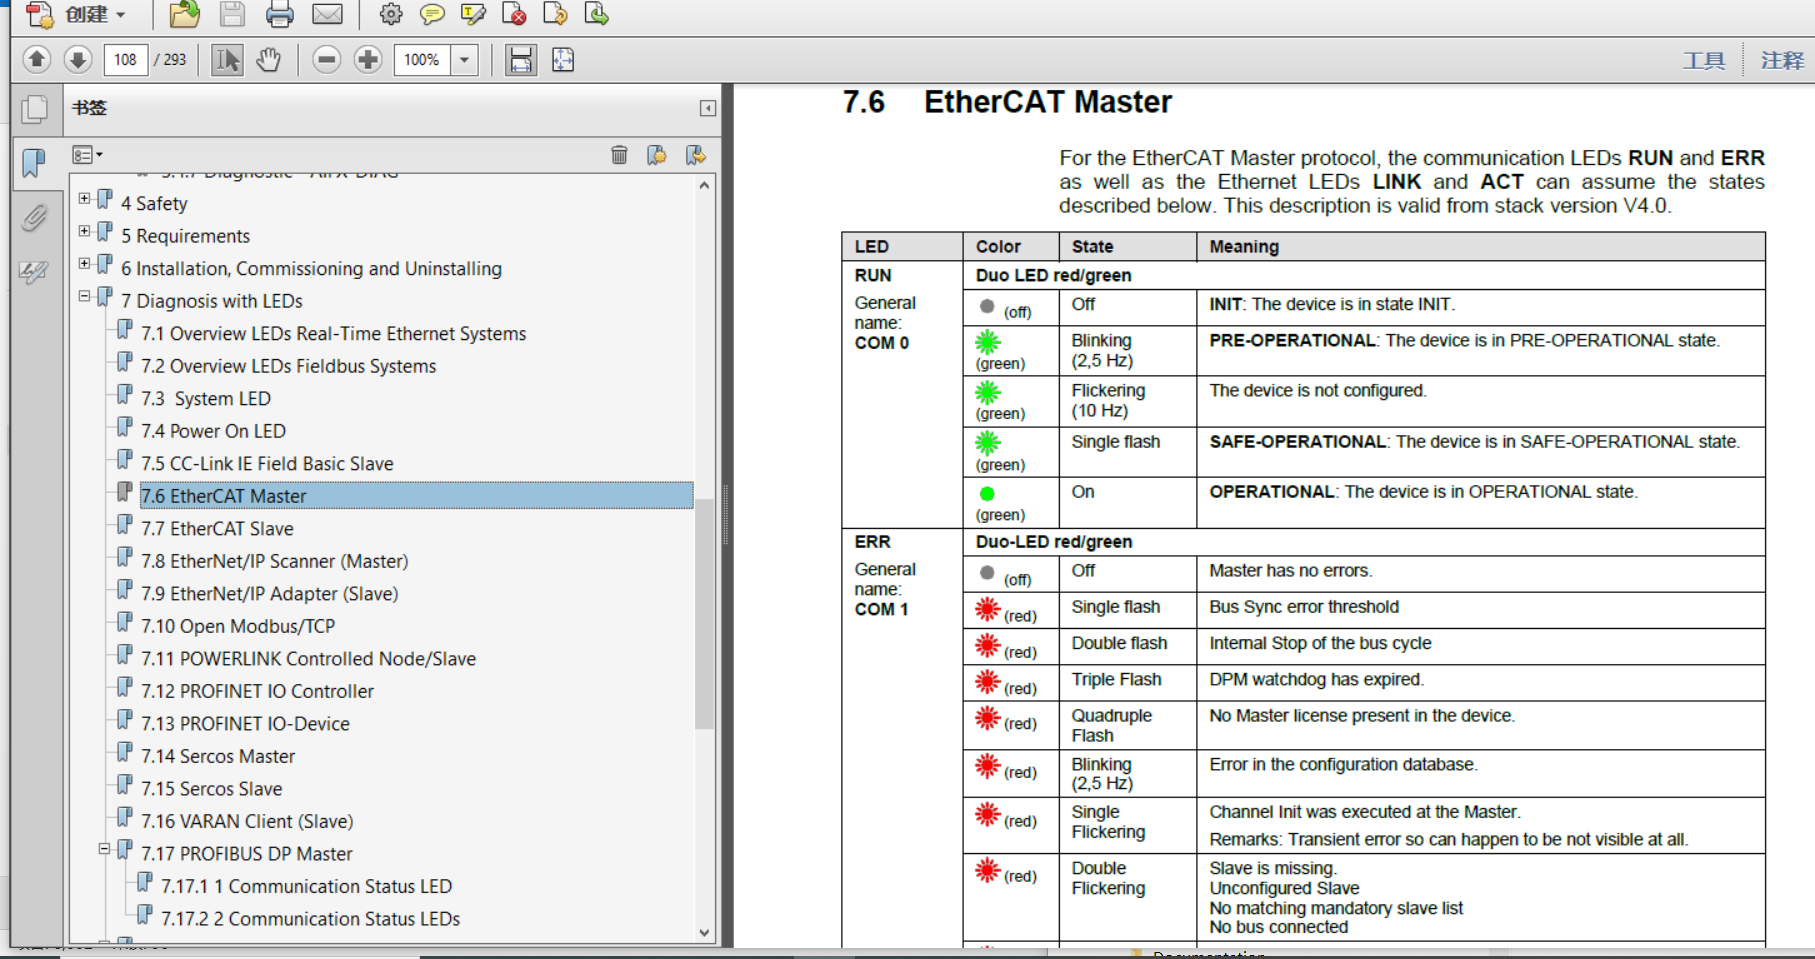 创建
108 / 293
100%
工具
注释
书签
4 Safety
5 Requirements
6 Installation, Commissioning and Uninstalling
7 Diagnosis with LEDs
7.1 Overview LEDs Real-Time Ethernet Systems
7.2 Overview LEDs Fieldbus Systems
7.3 System LED
7.4 Power On LED
7.5 CC-Link IE Field Basic Slave
7.6 EtherCAT Master
7.7 EtherCAT Slave
7.8 EtherNet/IP Scanner (Master)
7.9 EtherNet/IP Adapter (Slave)
7.10 Open Modbus/TCP
7.11 POWERLINK Controlled Node/Slave
7.12 PROFINET IO Controller
7.13 PROFINET IO-Device
7.14 Sercos Master
7.15 Sercos Slave
7.16 VARAN Client (Slave)
7.17 PROFIBUS DP Master
7.17.1 1 Communication Status LED
7.17.2 2 Communication Status LEDs
7.6 EtherCAT Master
For the EtherCAT Master protocol, the communication LEDs RUN and ERR
as well as the Ethernet LEDs LINK and ACT can assume the states
described below. This description is valid from stack version V4.0.
LED Color State Meaning
RUN Duo LED red/green
General
name:
COM 0
(off) Off INIT: The device is in state INIT.
(green) Blinking
(2,5 Hz) PRE-OPERATIONAL: The device is in PRE-OPERATIONAL state.
(green) Flickering
(10 Hz) The device is not configured.
(green) Single flash SAFE-OPERATIONAL: The device is in SAFE-OPERATIONAL state.
(green) On OPERATIONAL: The device is in OPERATIONAL state.
ERR Duo-LED red/green
General
name:
COM 1
(off) Off Master has no errors.
(red) Single flash Bus Sync error threshold
(red) Double flash Internal Stop of the bus cycle
(red) Triple Flash DPM watchdog has expired.
(red) Quadruple
Flash No Master license present in the device.
(red) Blinking
(2,5 Hz) Error in the configuration database.
(red) Single
Flickering Channel Init was executed at the Master.
Remarks: Transient error so can happen to be not visible at all.
(red) Double
Flickering Slave is missing.
Unconfigured Slave
No matching mandatory slave list
No bus connected